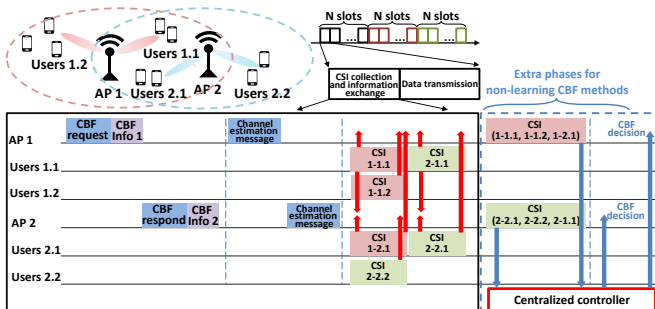 N slots N slots N slots
... ... ...
Users 1.2
Users 1.1
AP 1
Users 2.1
AP 2
Users 2.2
CSI collection
and information
exchange
Data transmission
Extra phases for
non-learning CBF methods
AP 1
CBF
request
CBF
Info 1
Channel
estimation
message
CSI
(1-1.1, 1-1.2, 1-2.1)
CBF
decision
Users 1.1
CSI
1-1.1
CSI
2-1.1
Users 1.2
CSI
1-1.2
AP 2
CBF
respond
CBF
Info 2
Channel
estimation
message
CSI
(2-2.1, 2-2.2, 2-1.1)
CBF
decision
Users 2.1
CSI
1-2.1
CSI
2-2.1
Users 2.2
CSI
2-2.2
Centralized controller